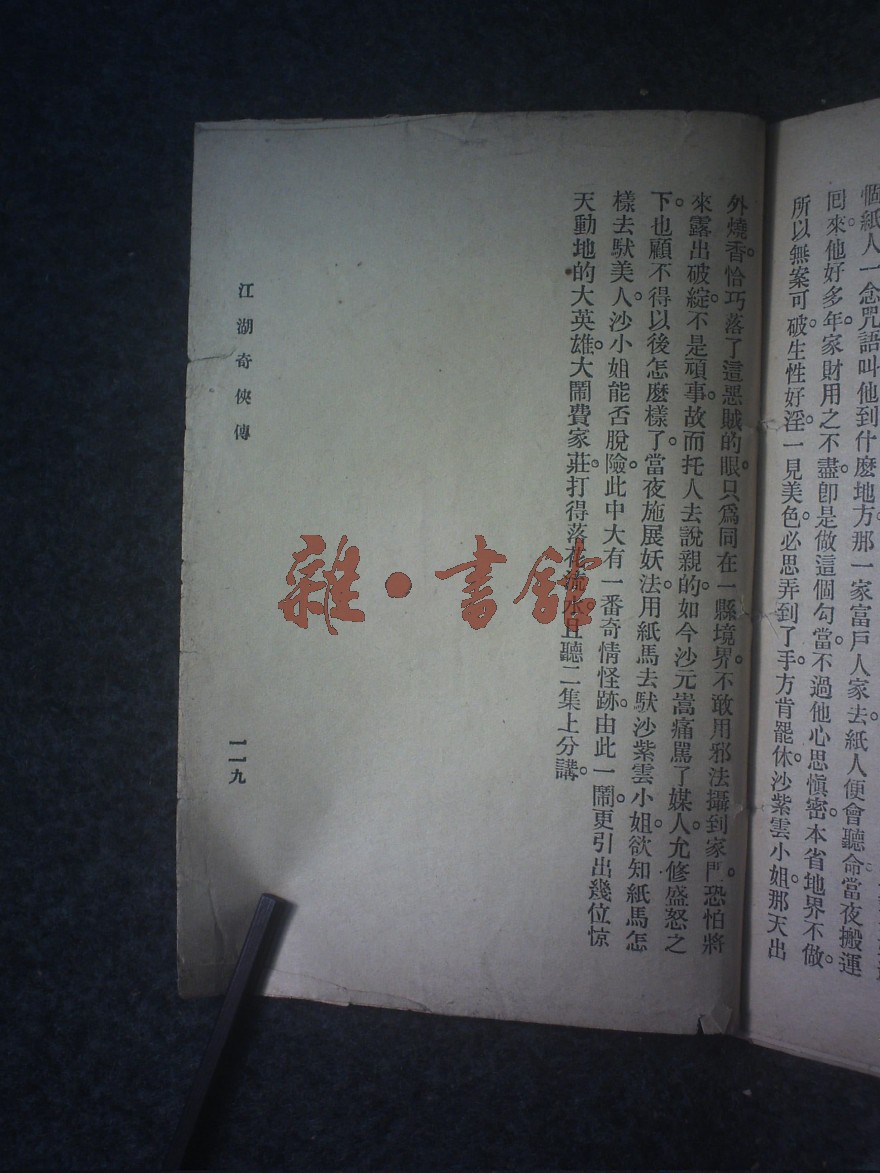 個紙人一念咒語叫他到什麽地方那一家富戶人家去。紙人便會聽命當夜搬運
囘來。他好多年家財用之不盡。卽是做這個勾當。不過他心思愼密。本省地界不做。
所以無案可破。生性好淫。一見美色。必思弄到了手。方肯罷休。沙紫雲小姐。那天出
外燒香。恰巧落了這惡賊的眼。只爲同在一縣境界。不敢用邪法攝到家門。恐怕將
來露出破綻。不是頑事。故而托人去說親的。如今沙元嵩痛罵了媒人。允修盛怒之
下。也顧不得以後怎麽樣了。當夜施展妖法。用紙馬去馱沙紫雲小姐。欲知紙馬怎
樣去馱美人。沙小姐能否脫險。此中大有一番奇情怪跡。由此一鬧。更引出幾位惊
天動地的大英雄。大鬧費家莊。打得落花流水。且聽二集上分講。
江湖奇俠傳
一一九
雜·書館